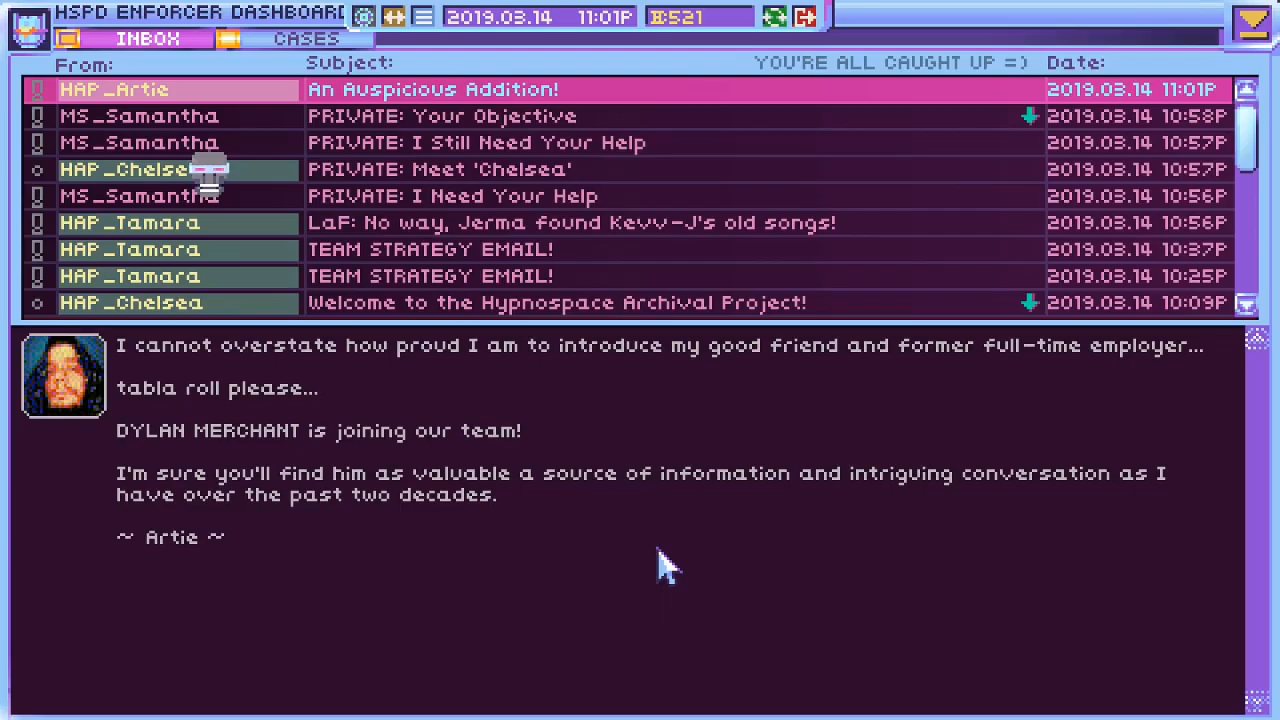 HSPD ENFORCER DASHBOARD
2019.03.14 11:01P
521
INBOX
CASES
From:
Subject:
YOU'RE ALL CAUGHT UP =)
Date:
HAP_Artie An Auspicious Addition! 2019.03.14 11:01P
MS_Samantha PRIVATE: Your Objective 2019.03.14 10:58P
MS_Samantha PRIVATE: I Still Need Your Help 2019.03.14 10:57P
HAP_Chelse PRIVATE: Meet 'Chelsea' 2019.03.14 10:57P
MS_Samantha PRIVATE: I Need Your Help 2019.03.14 10:56P
HAP_Tamara LaF: No way, Jerma found Kevv-J's old songs! 2019.03.14 10:56P
HAP_Tamara TEAM STRATEGY EMAIL! 2019.03.14 10:37P
HAP_Tamara TEAM STRATEGY EMAIL! 2019.03.14 10:25P
HAP_Chelsea Welcome to the Hypnospace Archival Project! 2019.03.14 10:09P
I cannot overstate how proud I am to introduce my good friend and former full-time employer...
tabla roll please...
DYLAN MERCHANT is joining our team!
I'm sure you'll find him as valuable a source of information and intriguing conversation as I
have over the past two decades.
~ Artie ~